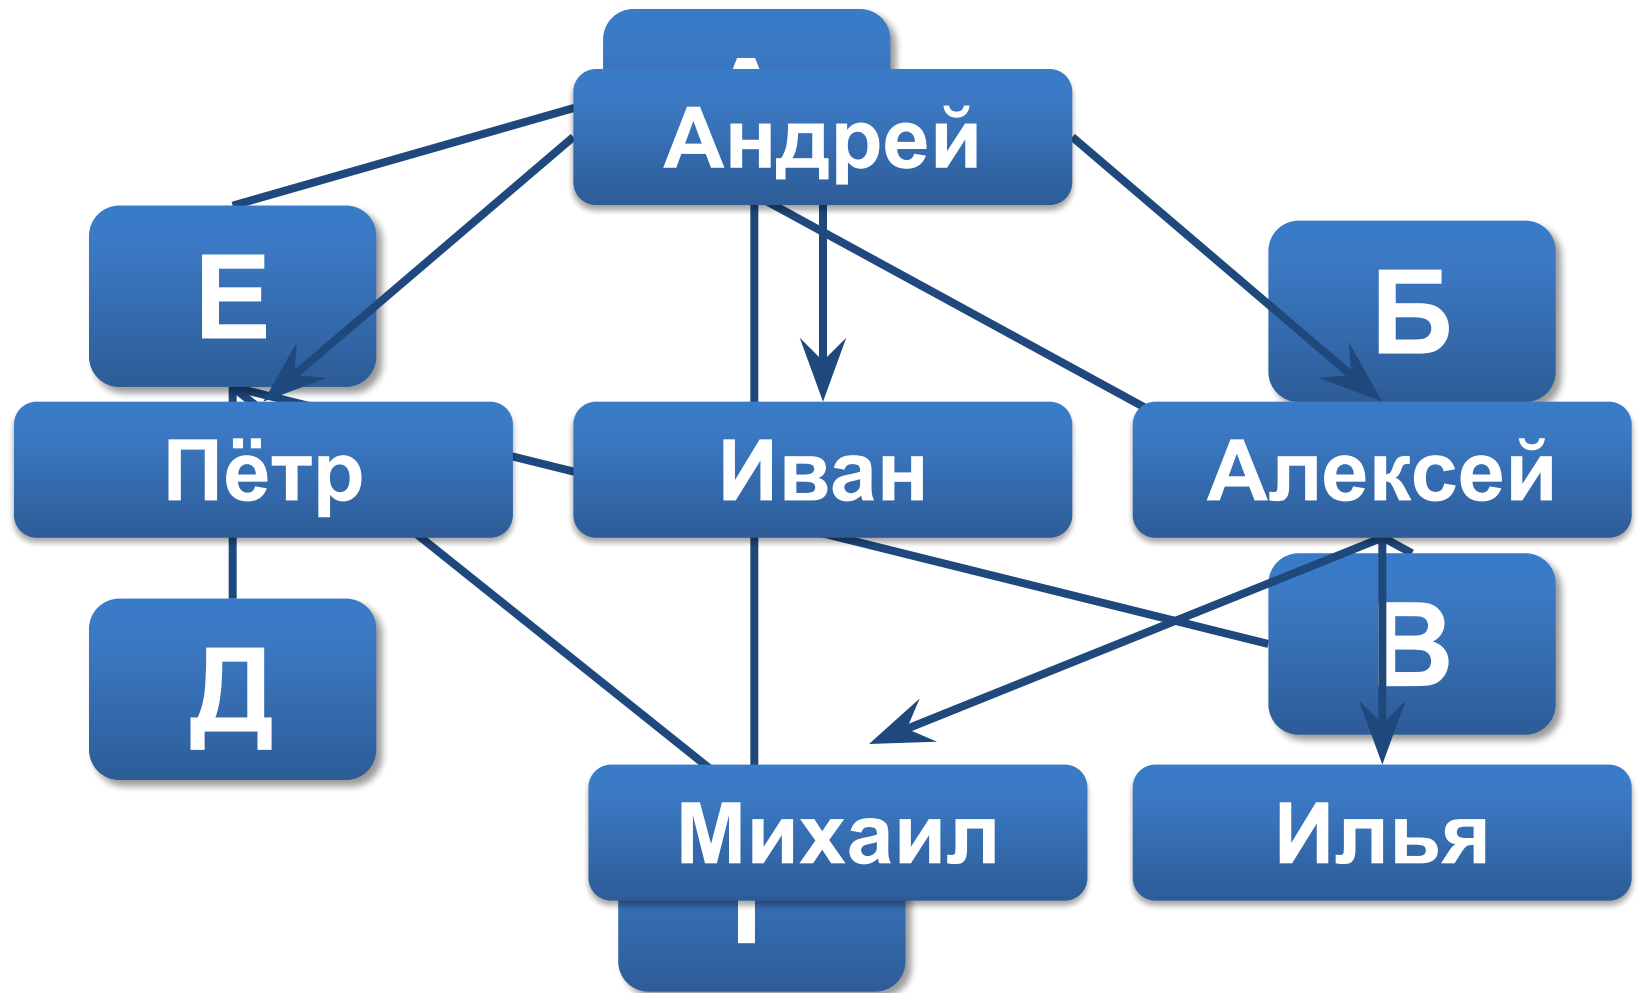 Андрей
Е
Б
Пётр
Иван
Алексей
Д
В
Михаил
Илья